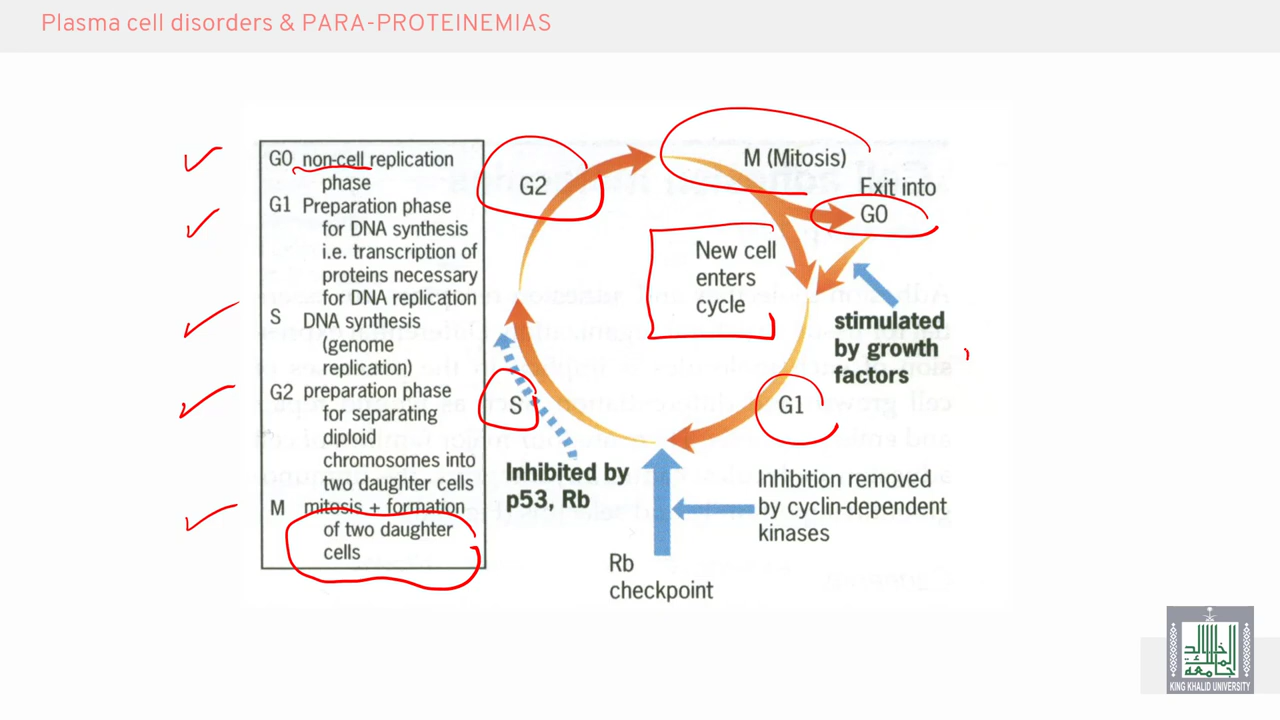 Plasma cell disorders & PARA-PROTEINEMIAS
G0 non-cell replication
phase
G1 Preparation phase
for DNA synthesis
i.e. transcription of
proteins necessary
for DNA replication
S DNA synthesis
(genome
replication)
G2 preparation phase
for separating
diploid
chromosomes into
two daughter cells
M mitosis + formation
of two daughter
cells
G2
M (Mitosis)
Exit into
G0
New cell
enters
cycle
stimulated
by growth
factors
S
G1
Inhibited by
p53, Rb
Inhibition removed
by cyclin-dependent
kinases
Rb
checkpoint
جامعة الملك خالد
KING KHALID UNIVERSITY